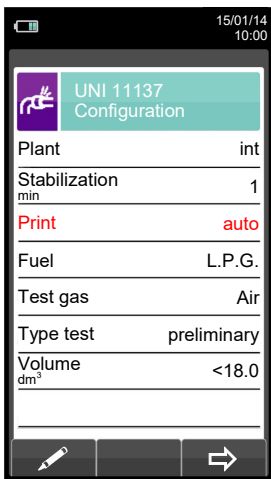 15/01/14
10:00
UNI 11137
Configuration
Plant int
Stabilization 1
min
Print auto
Fuel L.P.G.
Test gas Air
Type test preliminary
Volume <18.0
dm³